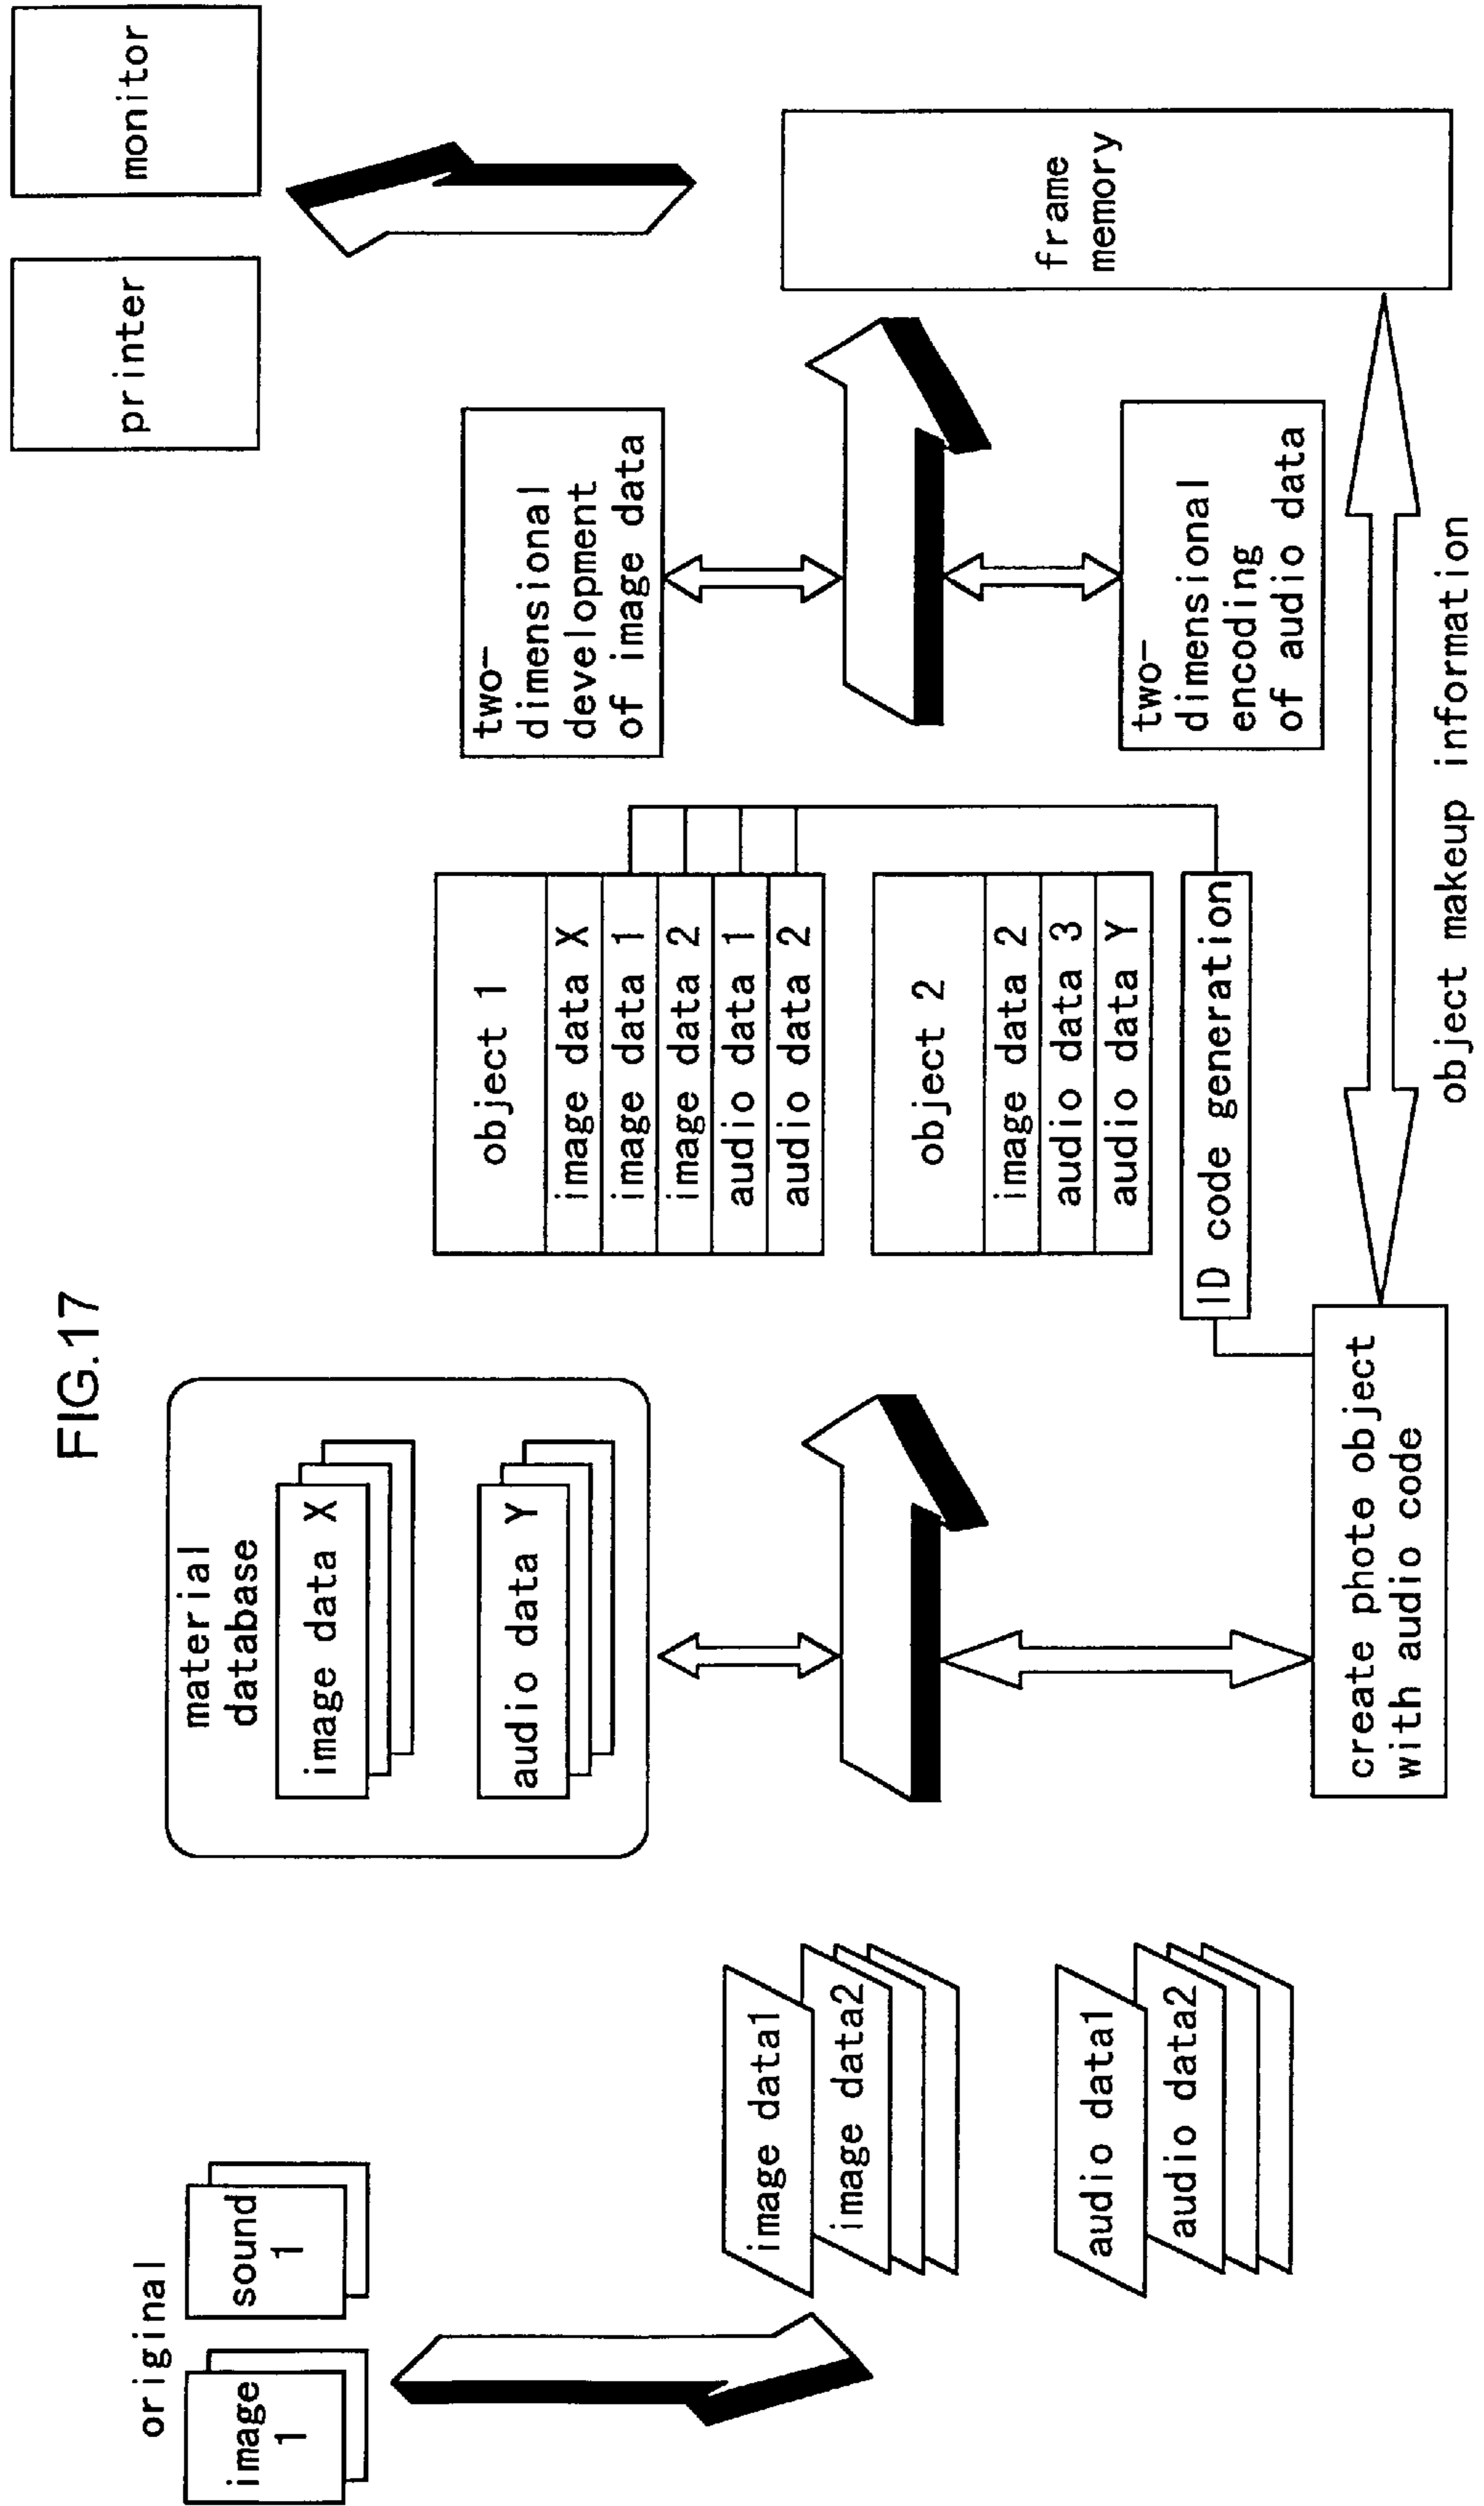 FIG.17
original
image
1
sound
1
image data1
image data2
audio data1
audio data2
material
database
image data X
audio data Y
create photo object
with audio code
object 1
image data X
image data 1
image data 2
audio data 1
audio data 2
object 2
image data 2
audio data 3
audio data Y
ID code generation
two-
dimensional
development
of image data
two-
dimensional
encoding
of audio data
object makeup information
frame
memory
printer
monitor